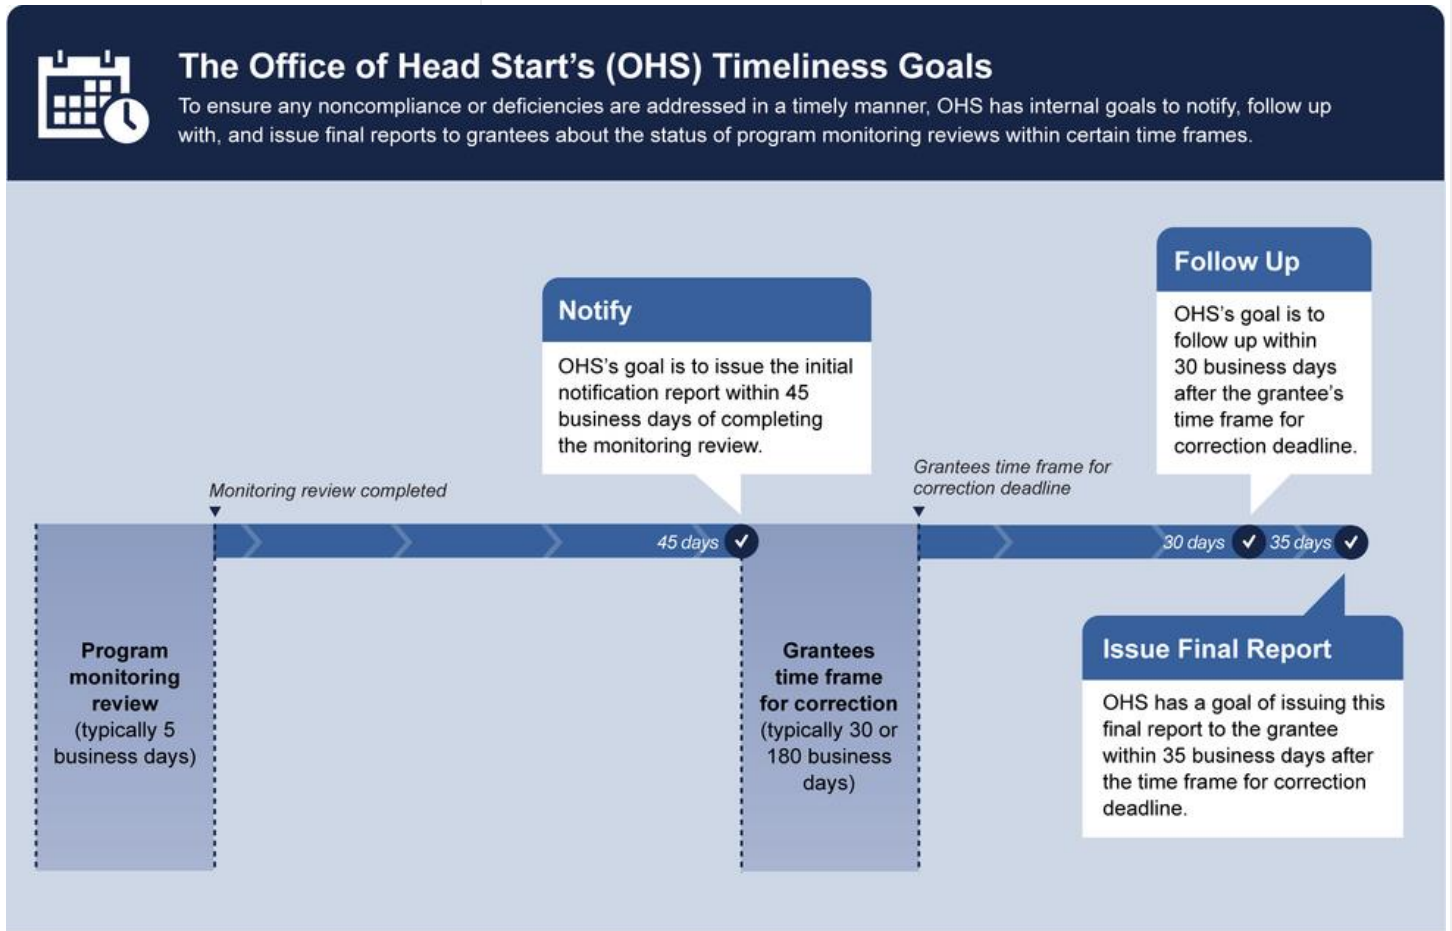 The Office of Head Start's (OHS) Timeliness Goals
To ensure any noncompliance or deficiencies are addressed in a timely manner, OHS has internal goals to notify, follow up
with, and issue final reports to grantees about the status of program monitoring reviews within certain time frames.
Follow Up
OHS's goal is to
follow up within
30 business days
after the grantee's
time frame for
correction deadline.
Notify
OHS's goal is to issue the initial
notification report within 45
business days of completing
the monitoring review.
Monitoring review completed
Grantees time frame for
correction deadline
45 days
30 days
35 days
Program
monitoring
review
(typically 5
business days)
Grantees
time frame
for correction
(typically 30 or
180 business
days)
Issue Final Report
OHS has a goal of issuing this
final report to the grantee
within 35 business days after
the time frame for correction
deadline.